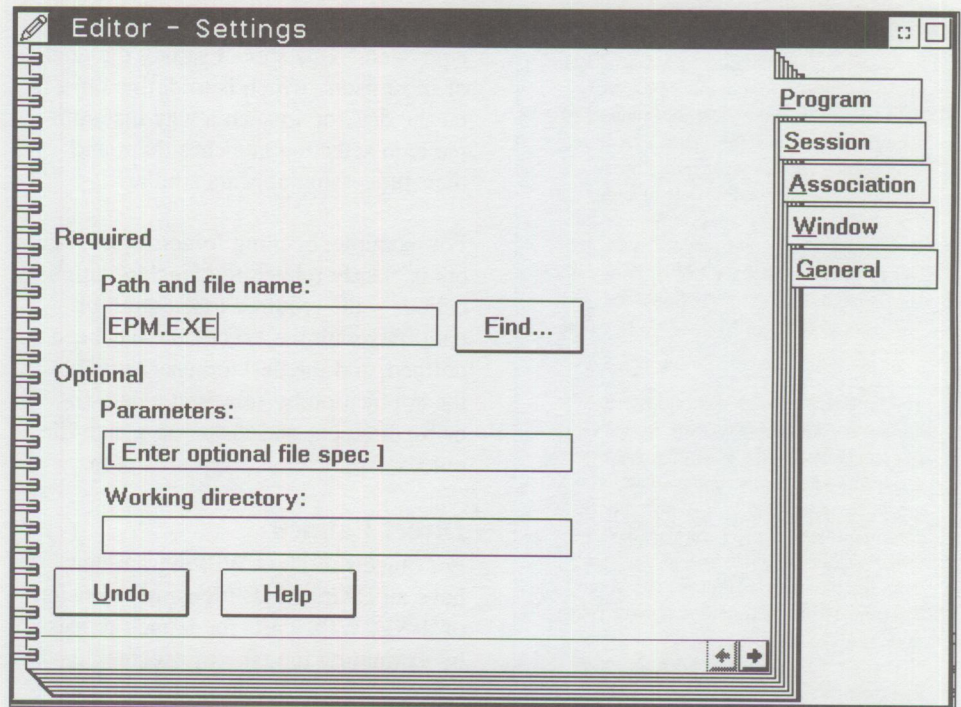 Editor - Settings
Program
Session
Association
Window
General
Required
Path and file name:
EPM.EXE
Find...
Optional
Parameters:
[ Enter optional file spec ]
Working directory:
Undo
Help